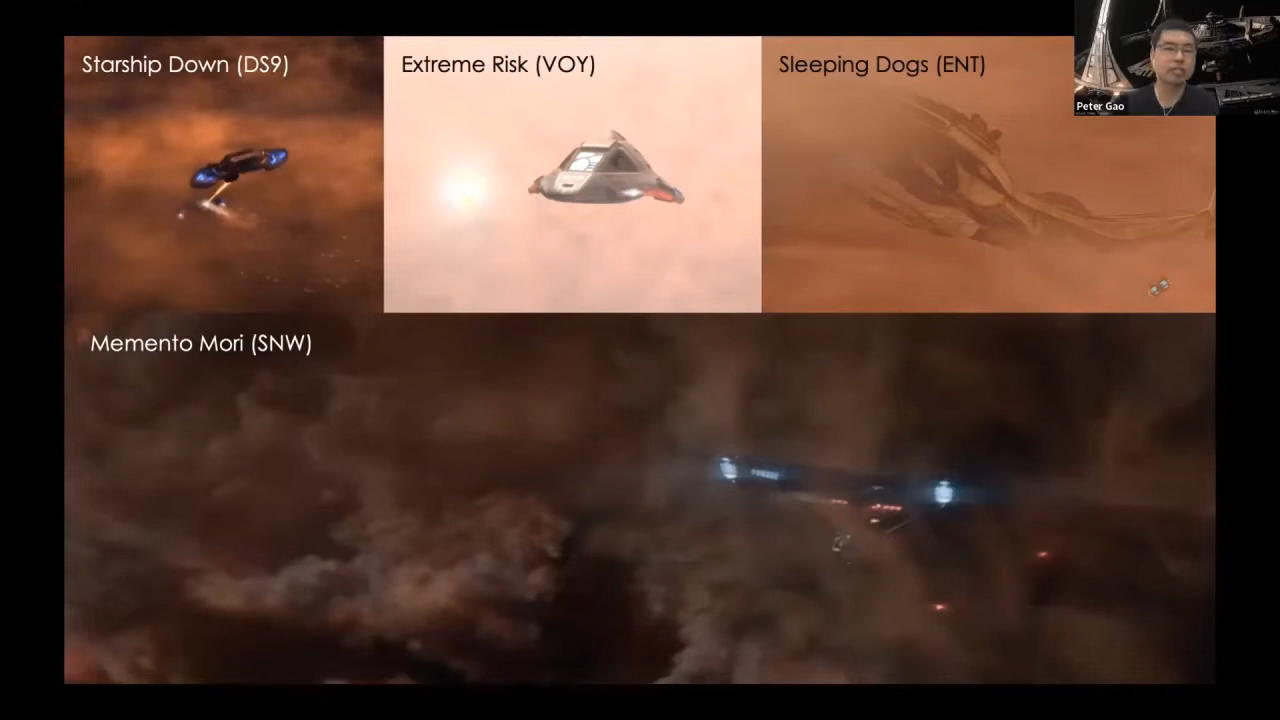 Starship Down (DS9)
Extreme Risk (VOY)
Sleeping Dogs (ENT)
Peter Gao
Memento Mori (SNW)